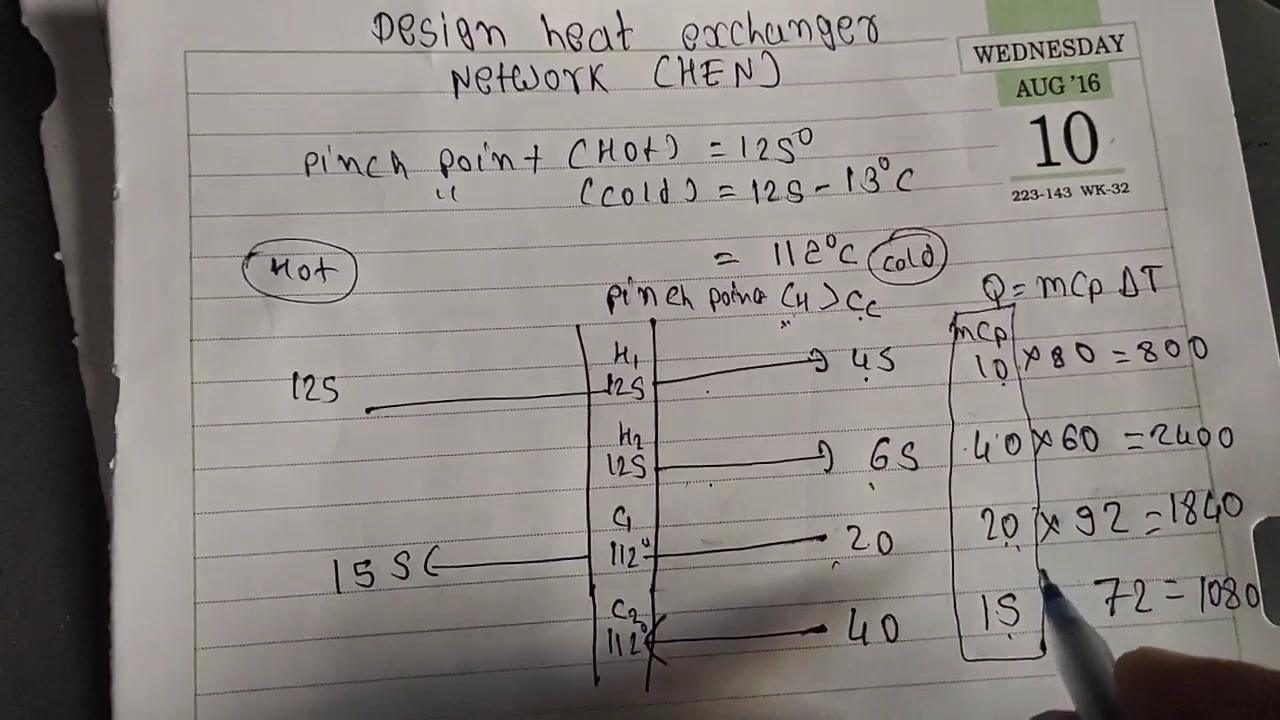 Design heat exchanger
Network (HEN)
WEDNESDAY
AUG '16
10
223-143 WK-32
Pinch point (Hot) = 125°
" (cold) = 125 - 13°C
= 112°C (cold)
Hot
pinch point (H) (C
Q = mCp ΔT
mCp
H1
125 125 45 10 × 80 = 800
H2
125 65 40 × 60 = 2400
C1
155 112° 20 20 × 92 = 1840
C2
112° 40 15 72 = 1080